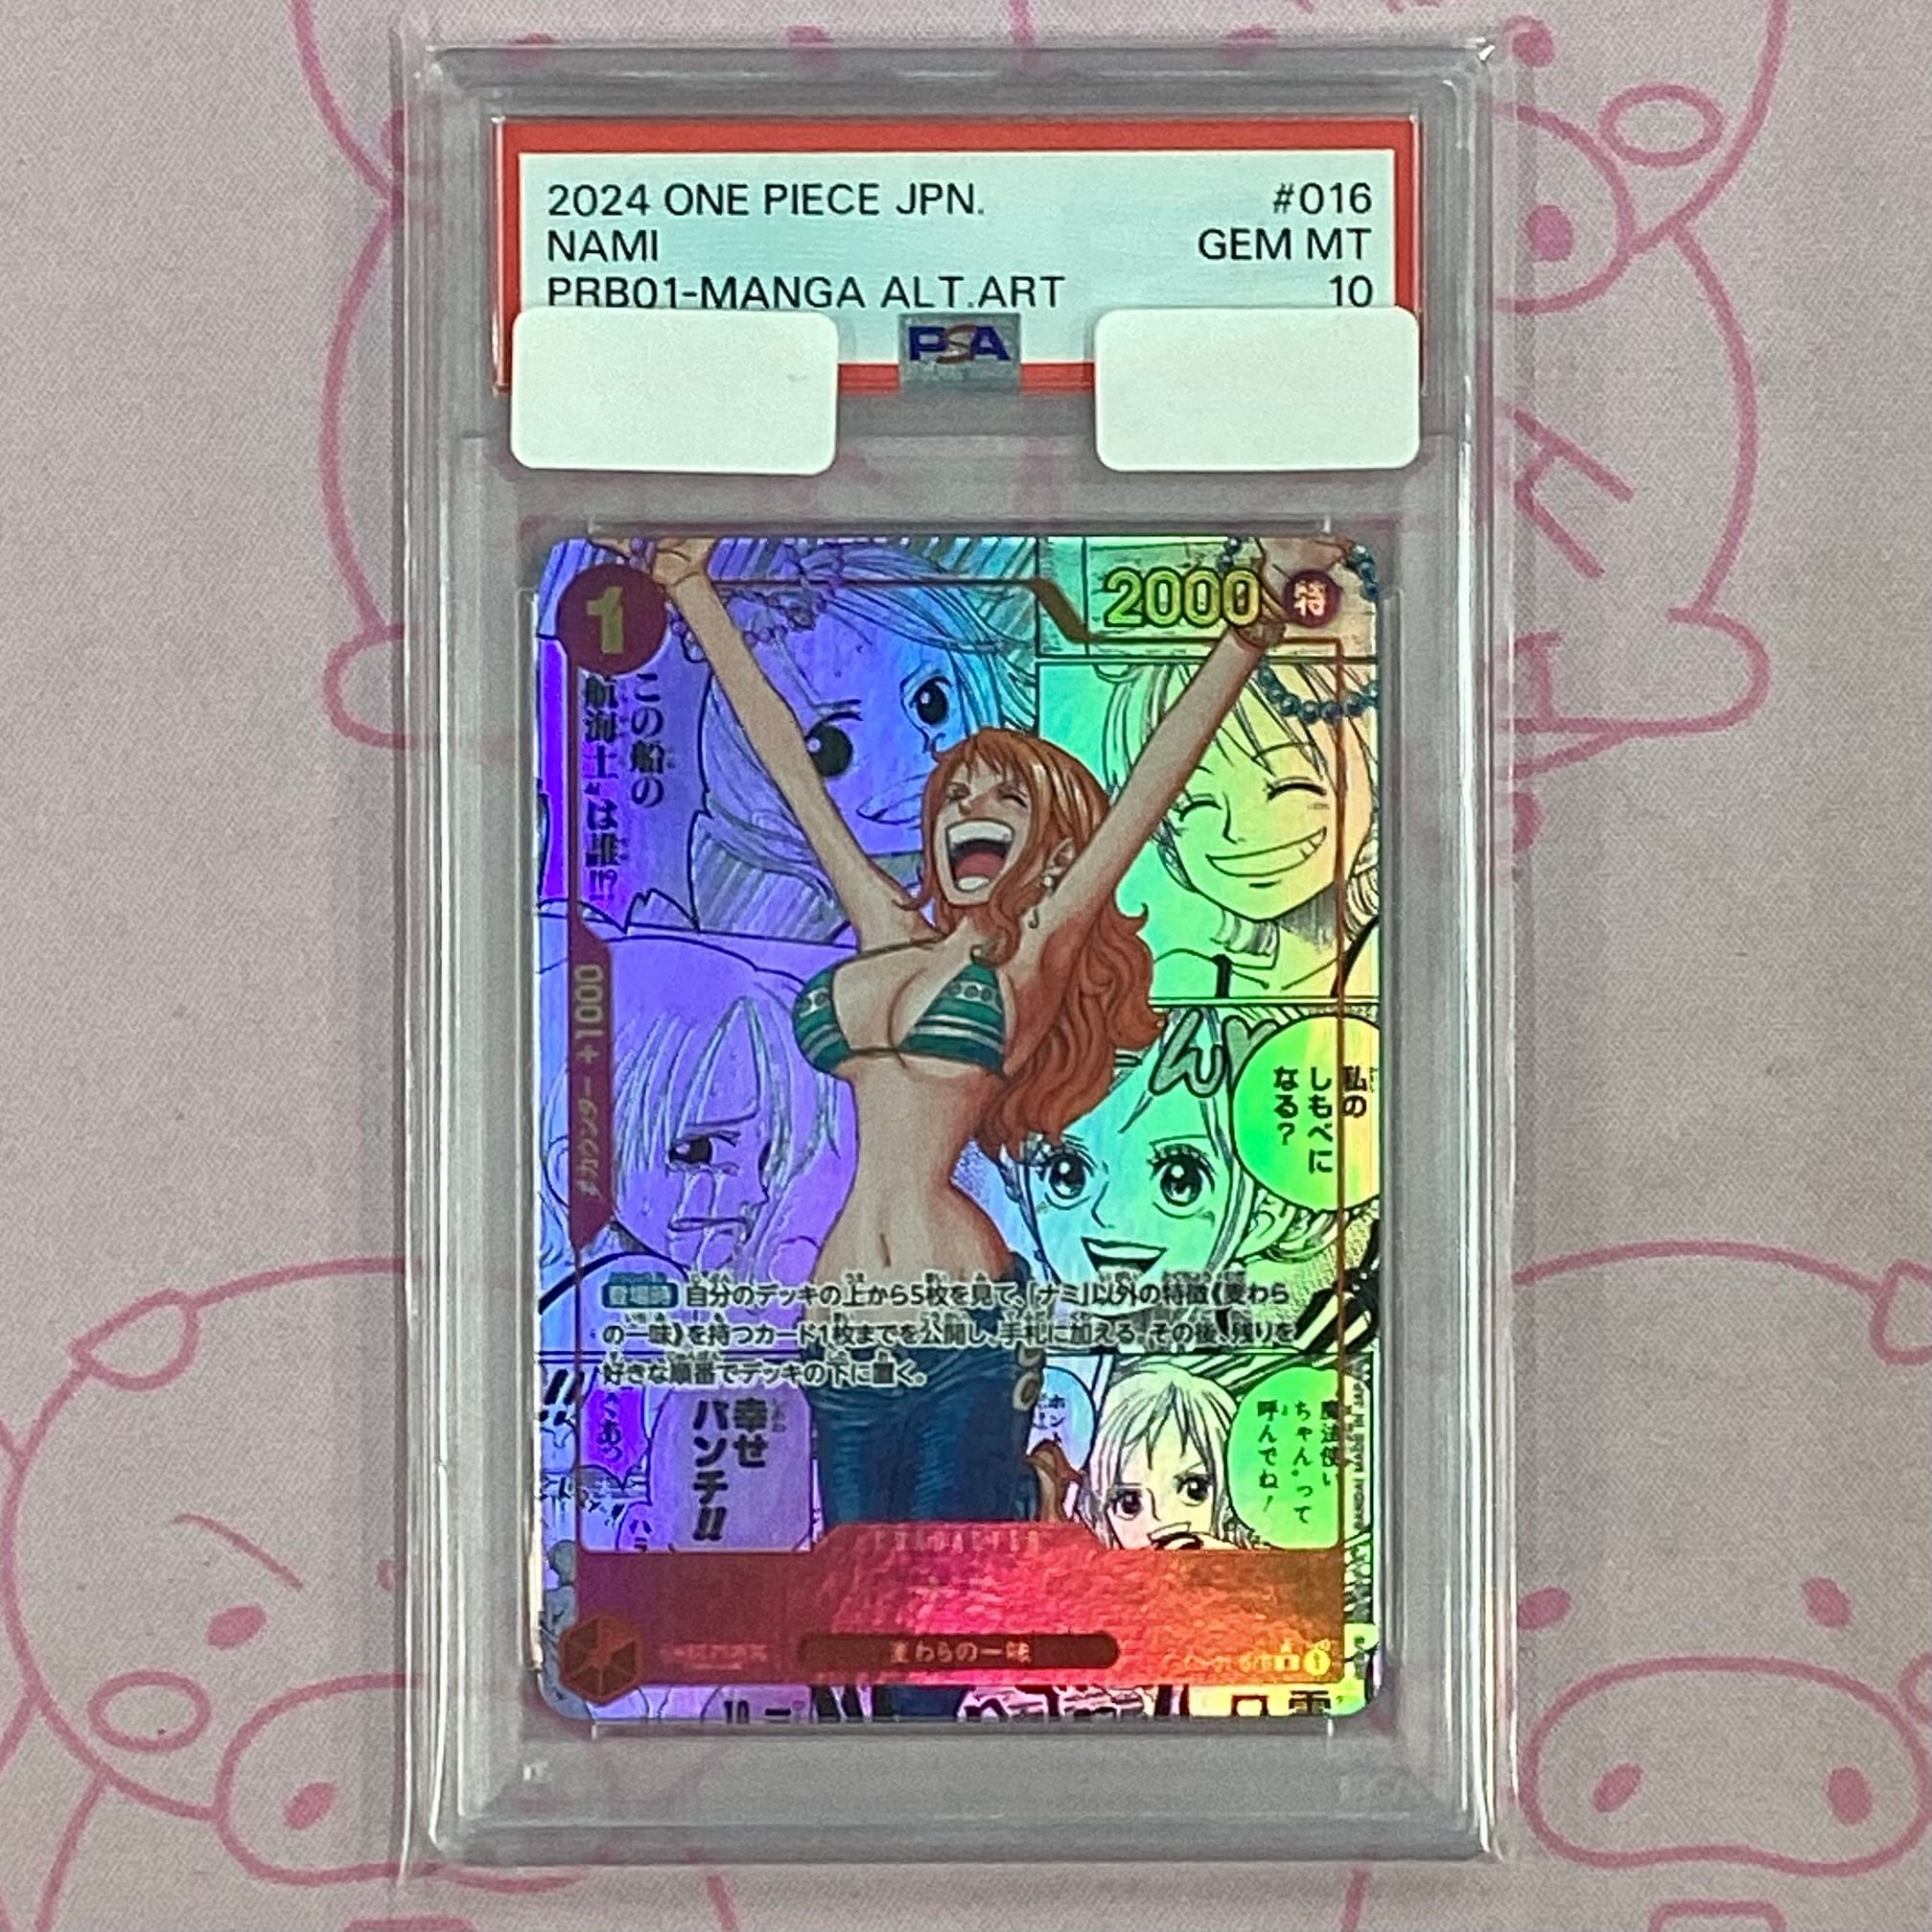 2024 ONE PIECE JPN. #016
NAMI GEM MT
PRB01-MANGA ALT.ART 10
PSA
1
2000
特
この船の
航海士は誰!!?
カウンター+1000
私の
しもべに
なる?
登場時 自分のデッキの上から5枚を見て、「ナミ」以外の特徴《麦わら
の一味》を持つカード1枚までを公開し、手札に加える。その後、残りを
好きな順番でデッキの下に置く。
幸せ
パンチ!!
魔法使い
ちゃんって
呼んでね!
CHARACTER
麦わらの一味